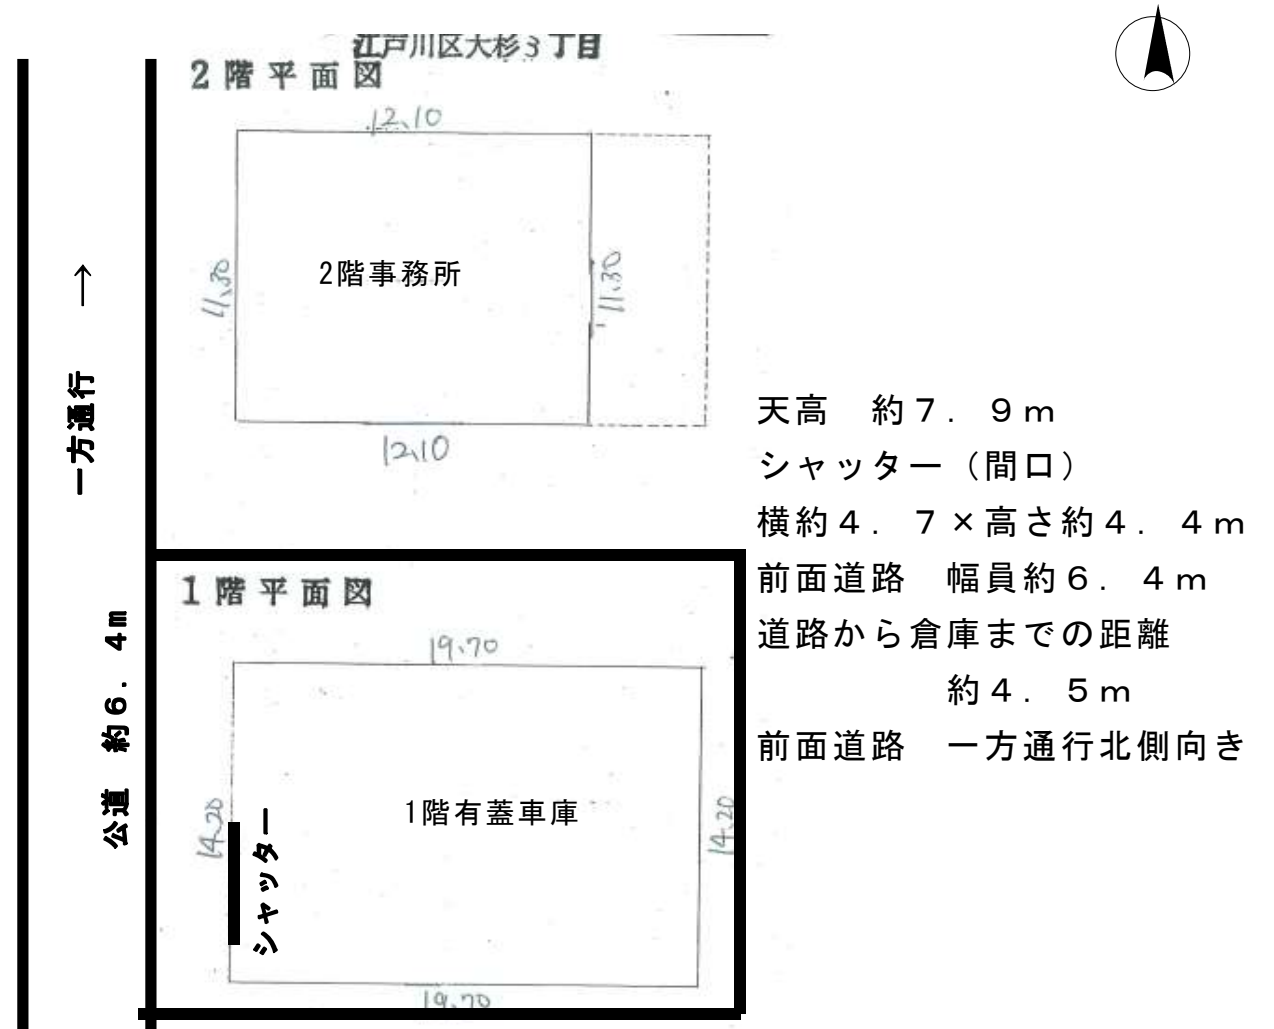 江戸川区大杉3丁目
2階平面図
12.10
11.30
2階事務所
11.30
12.10
一方通行 →
公道 約6.4m
1階平面図
19.70
14.20
1階有蓋車庫
14.20
シャッター
19.70
天高 約7.9m
シャッター（間口）
横約4.7×高さ約4.4m
前面道路 幅員約6.4m
道路から倉庫までの距離
約4.5m
前面道路 一方通行北側向き